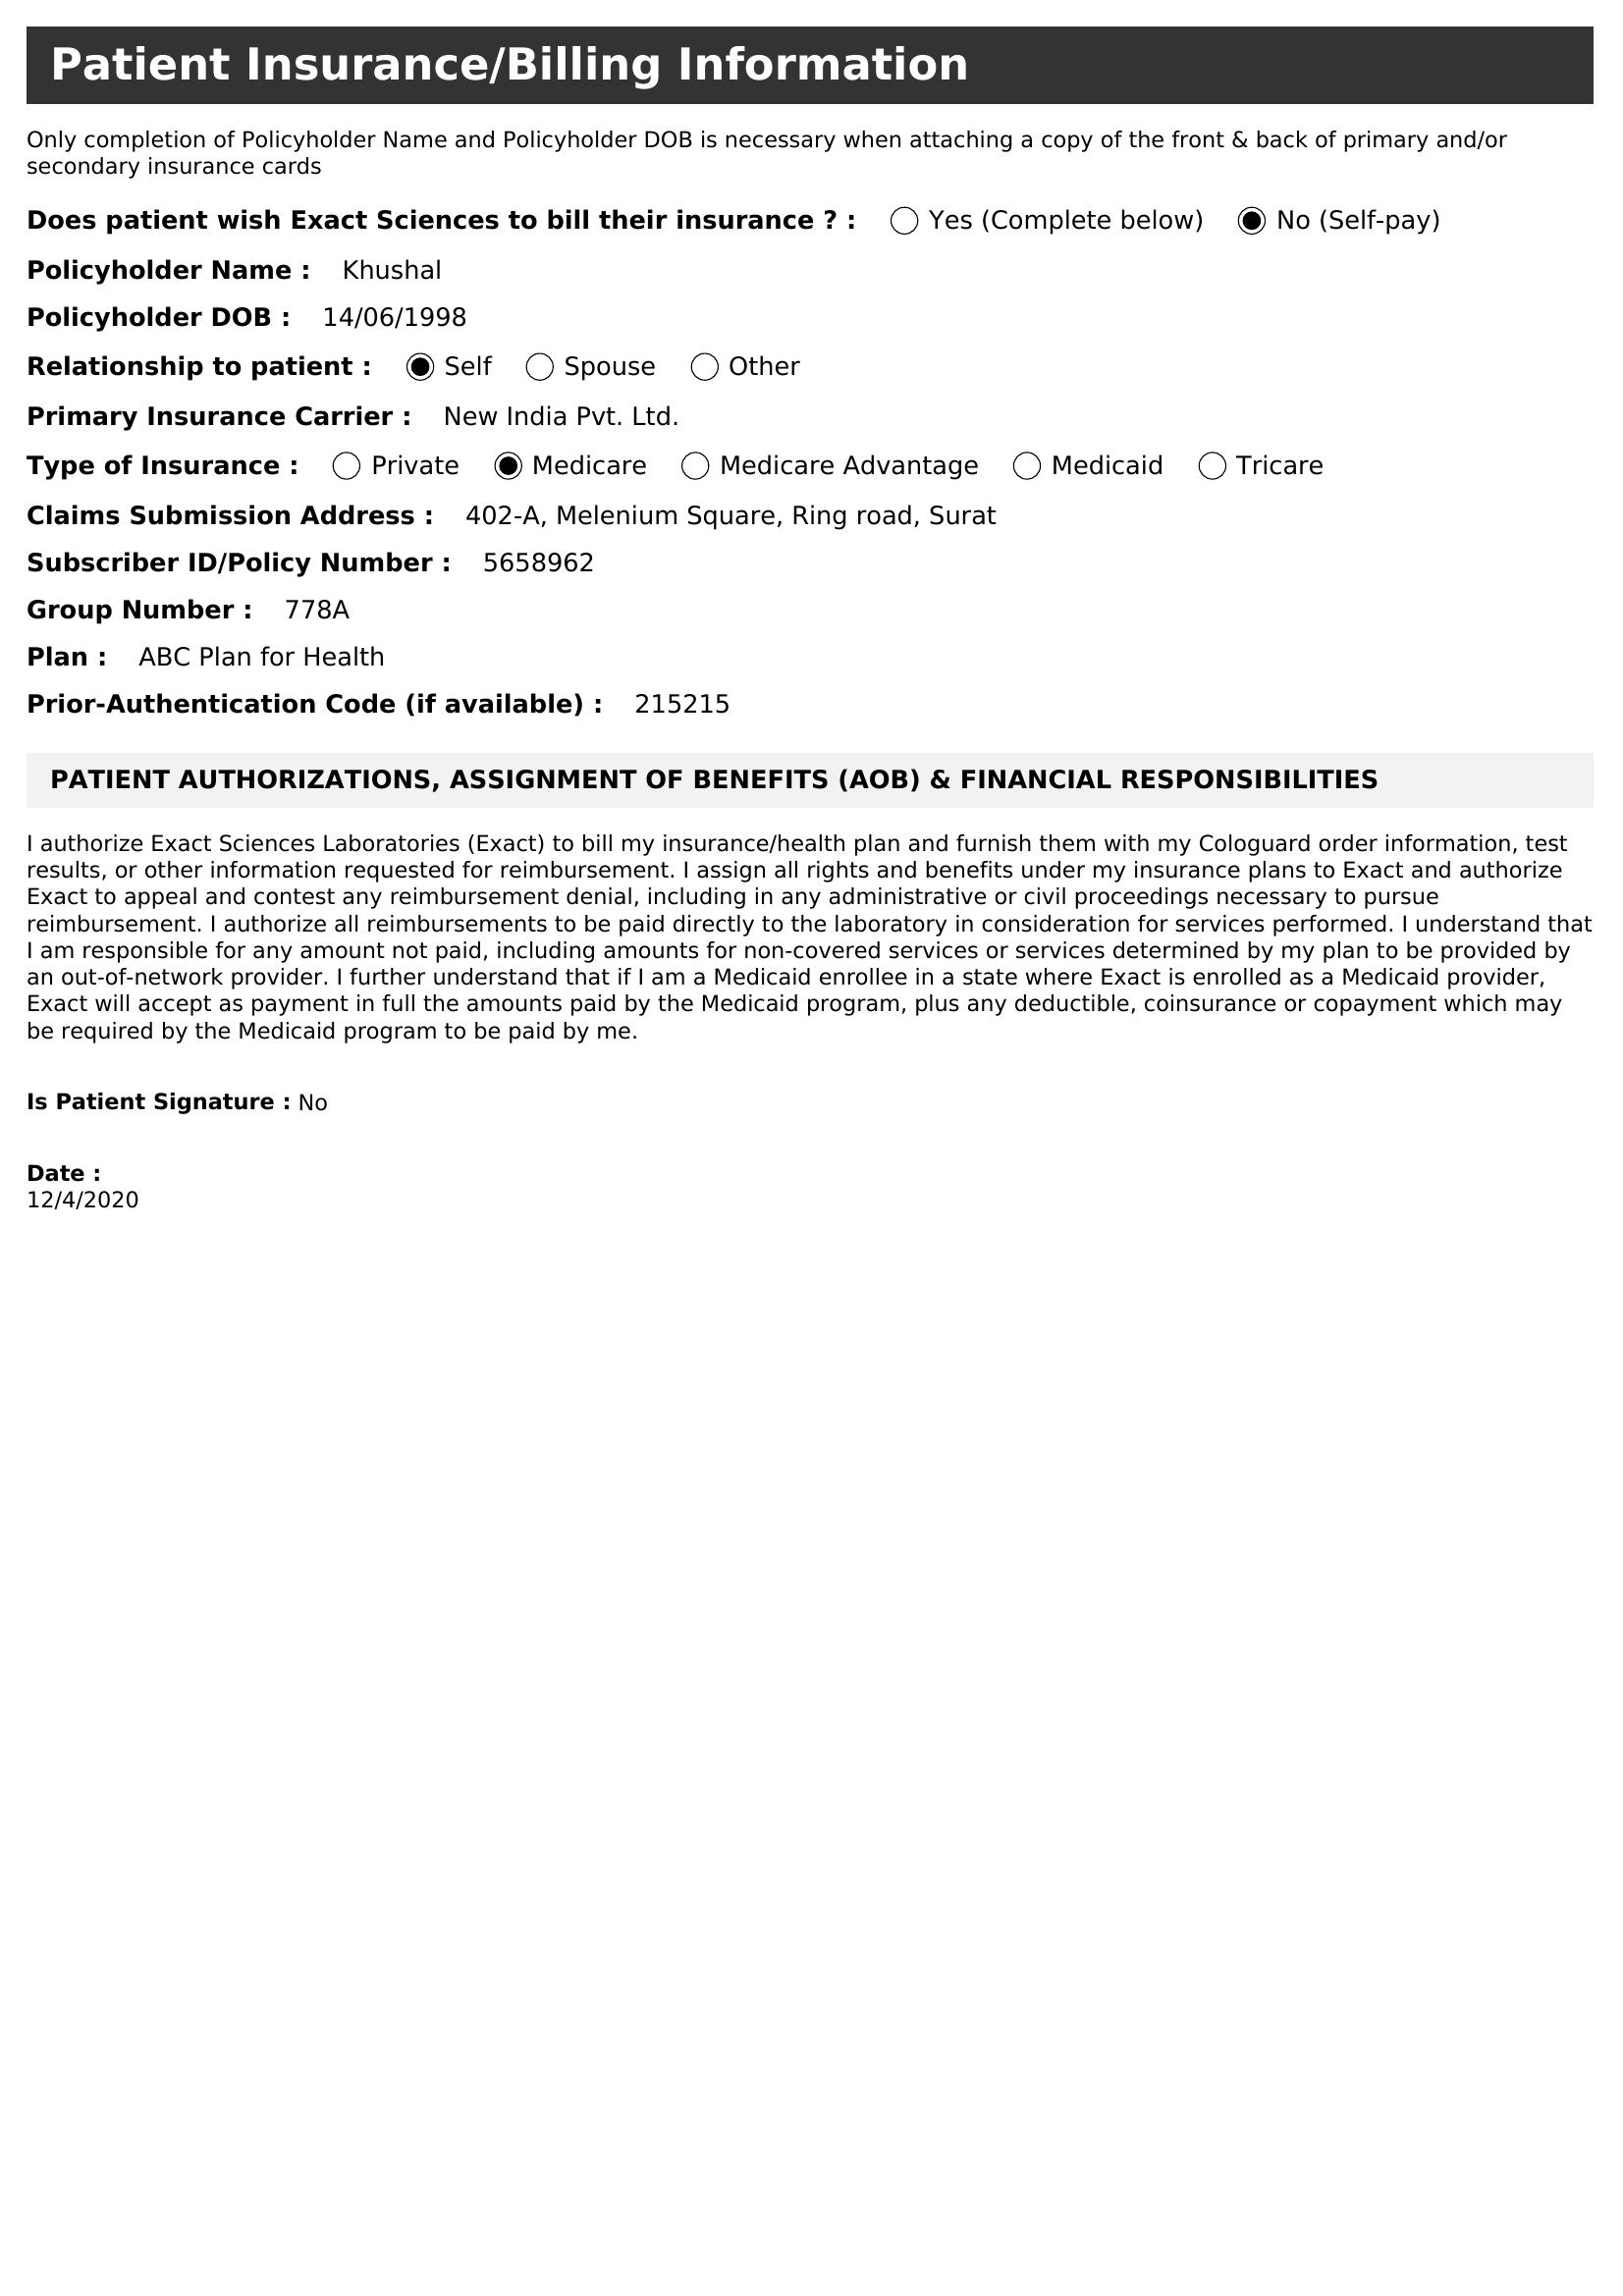 Patient Insurance/Billing Information
Only completion of Policyholder Name and Policyholder DOB is necessary when attaching a copy of the front & back of primary and/or
secondary insurance cards
Does patient wish Exact Sciences to bill their insurance ? : Yes (Complete below) No (Self-pay)
Policyholder Name : Khushal
Policyholder DOB : 14/06/1998
Relationship to patient : Self Spouse Other
Primary Insurance Carrier : New India Pvt. Ltd.
Type of Insurance : Private Medicare Medicare Advantage Medicaid Tricare
Claims Submission Address : 402-A, Melenium Square, Ring road, Surat
Subscriber ID/Policy Number : 5658962
Group Number : 778A
Plan : ABC Plan for Health
Prior-Authentication Code (if available) : 215215
PATIENT AUTHORIZATIONS, ASSIGNMENT OF BENEFITS (AOB) & FINANCIAL RESPONSIBILITIES
I authorize Exact Sciences Laboratories (Exact) to bill my insurance/health plan and furnish them with my Cologuard order information, test
results, or other information requested for reimbursement. I assign all rights and benefits under my insurance plans to Exact and authorize
Exact to appeal and contest any reimbursement denial, including in any administrative or civil proceedings necessary to pursue
reimbursement. I authorize all reimbursements to be paid directly to the laboratory in consideration for services performed. I understand that
I am responsible for any amount not paid, including amounts for non-covered services or services determined by my plan to be provided by
an out-of-network provider. I further understand that if I am a Medicaid enrollee in a state where Exact is enrolled as a Medicaid provider,
Exact will accept as payment in full the amounts paid by the Medicaid program, plus any deductible, coinsurance or copayment which may
be required by the Medicaid program to be paid by me.
Is Patient Signature : No
Date :
12/4/2020